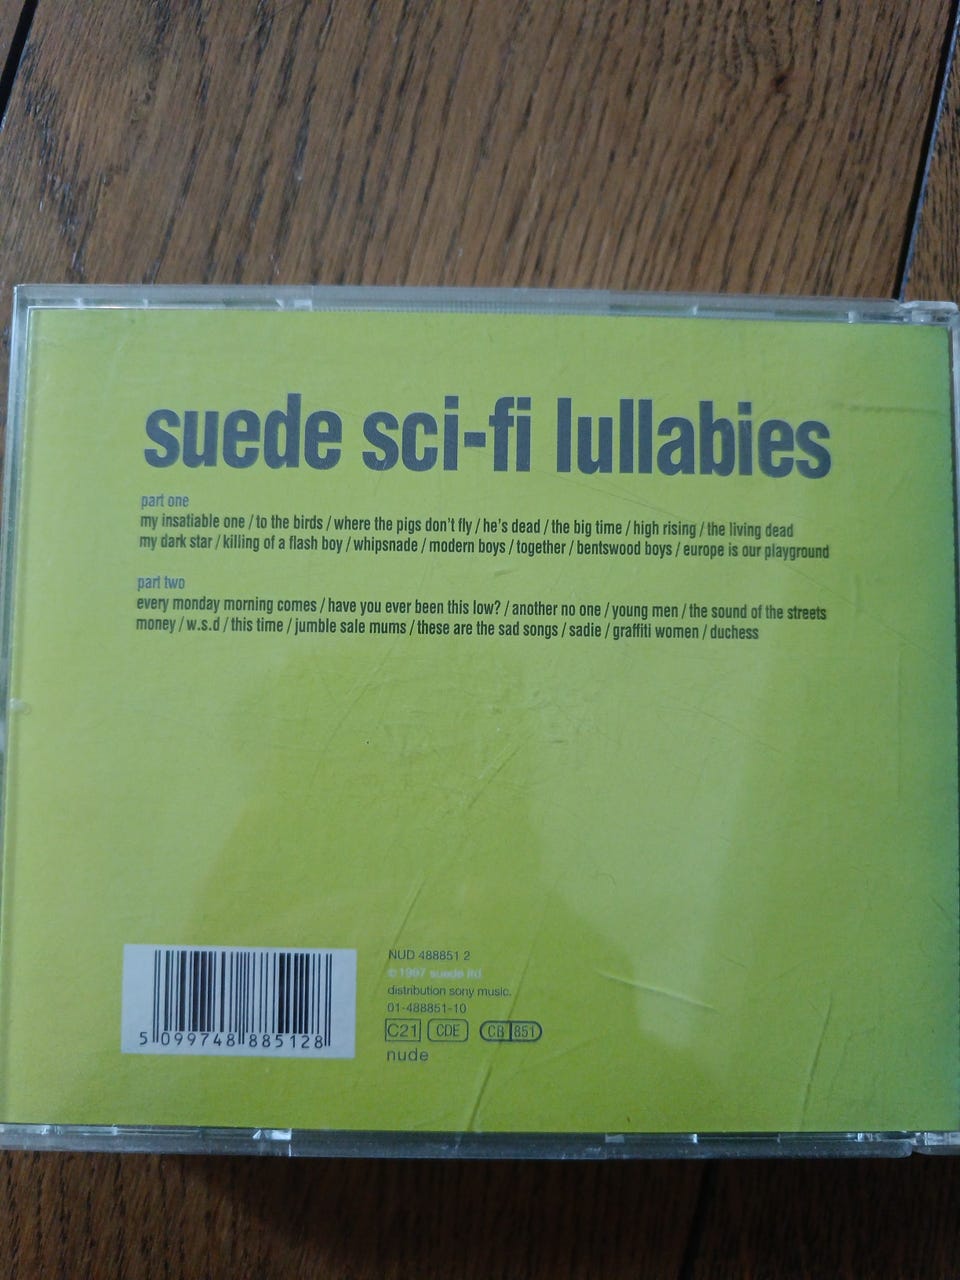 suede sci-fi lullabies
part one
my insatiable one / to the birds / where the pigs don't fly / he's dead / the big time / high rising / the living dead
my dark star / killing of a flash boy / whipsnade / modern boys / together / bentswood boys / europe is our playground
part two
every monday morning comes / have you ever been this low? / another no one / young men / the sound of the streets
money / w.s.d / this time / jumble sale mums / these are the sad songs / sadie / graffiti women / duchess
NUD 488851 2
© 1997 suede ltd
distribution sony music.
01-488851-10
C21 CDE CB 851
nude
5 099748 885128